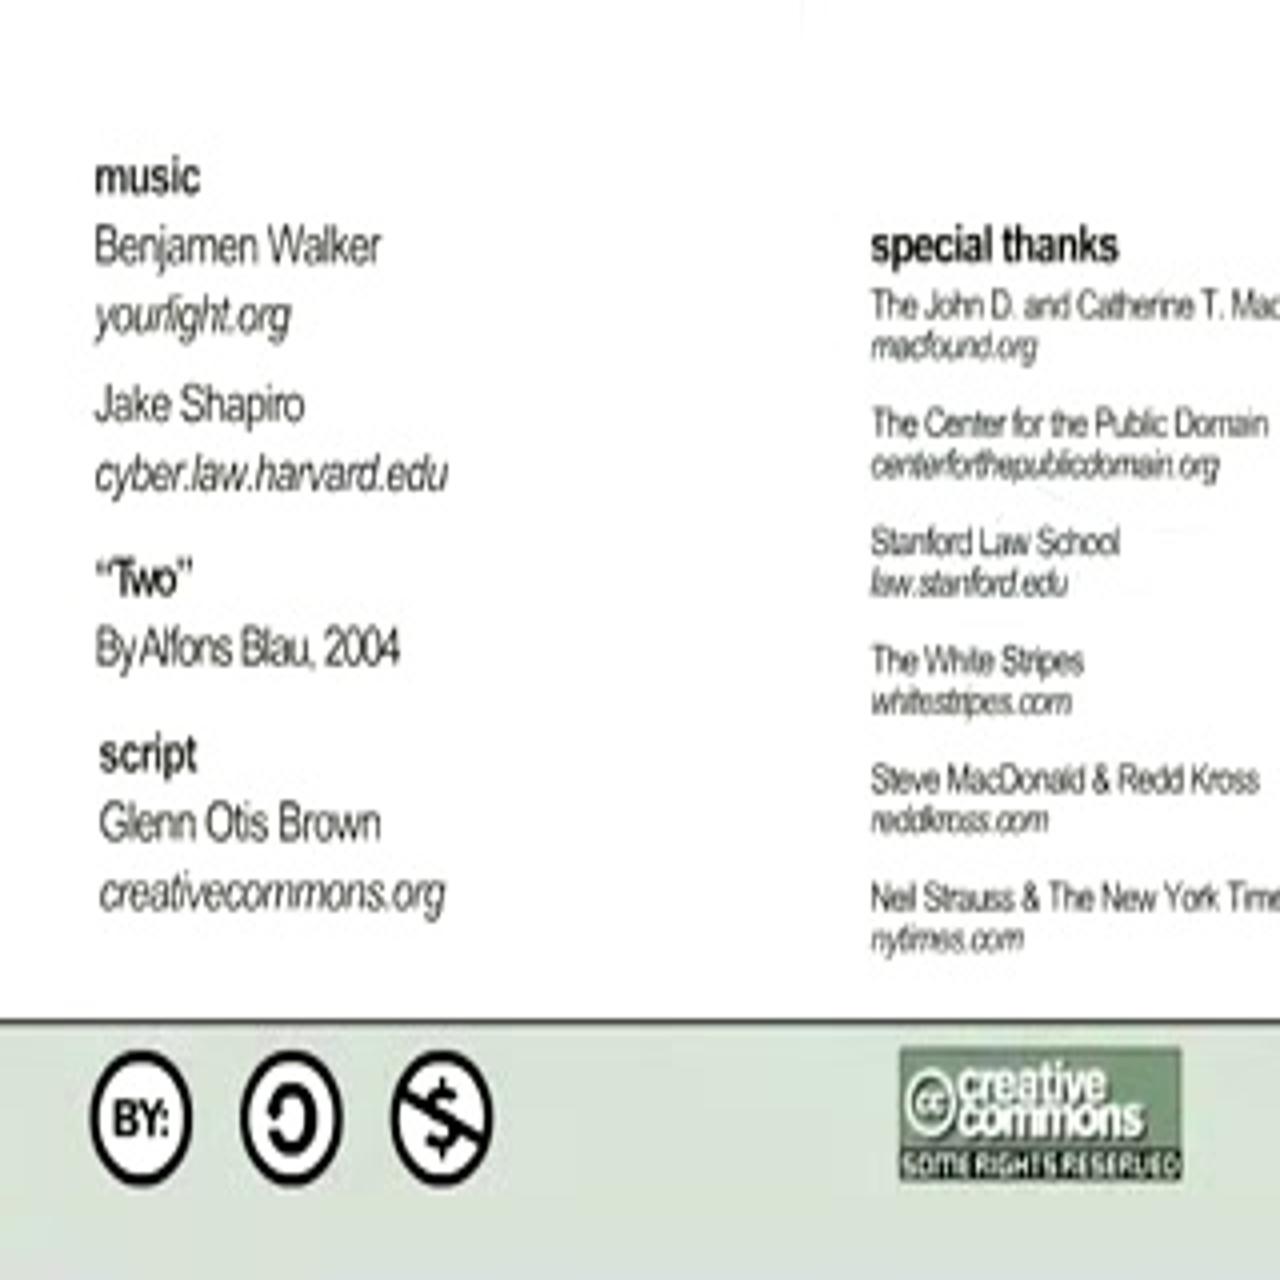 music
Benjamen Walker
yourfight.org
Jake Shapiro
cyber.law.harvard.edu
“Two”
By Alfons Blau, 2004
script
Glenn Otis Brown
creativecommons.org
special thanks
The John D. and Catherine T. Mac
macfound.org
The Center for the Public Domain
centerforthepublicdomain.org
Stanford Law School
law.stanford.edu
The White Stripes
whitestripes.com
Steve MacDonald & Redd Kross
reddkross.com
Neil Strauss & The New York Time
nytimes.com
BY: $
cc creative commons
SOME RIGHTS RESERVED